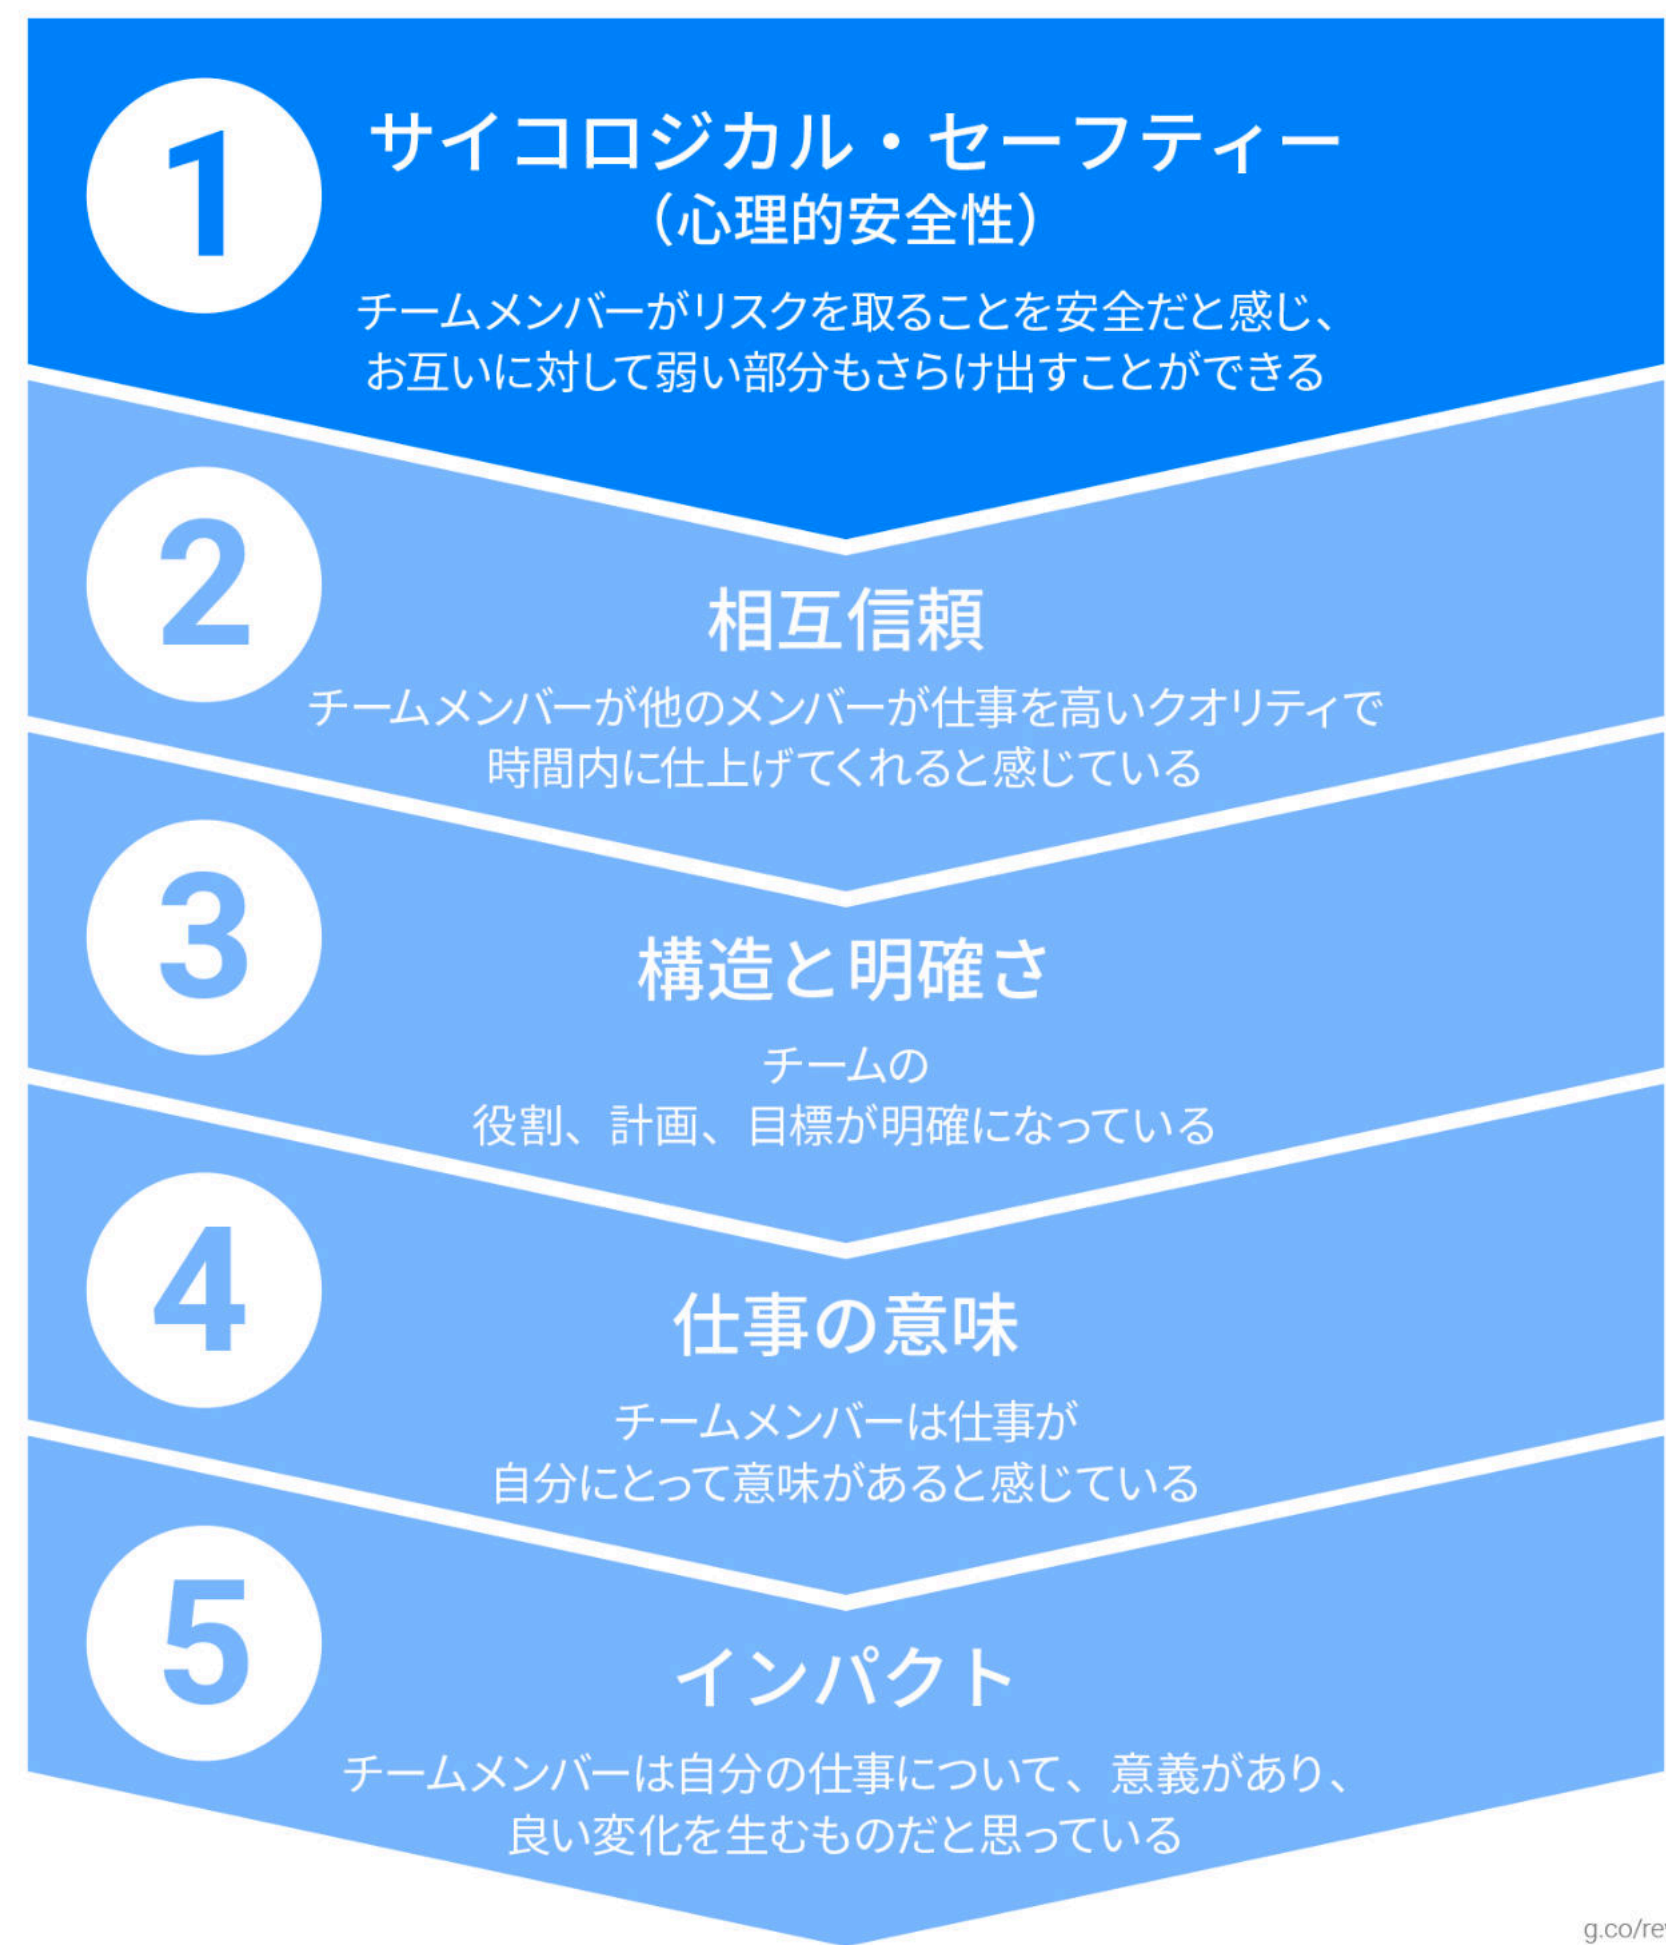 1
サイコロジカル・セーフティー
（心理的安全性）
チームメンバーがリスクを取ることを安全だと感じ、
お互いに対して弱い部分もさらけ出すことができる
2
相互信頼
チームメンバーが他のメンバーが仕事を高いクオリティで
時間内に仕上げてくれると感じている
3
構造と明確さ
チームの
役割、計画、目標が明確になっている
4
仕事の意味
チームメンバーは仕事が
自分にとって意味があると感じている
5
インパクト
チームメンバーは自分の仕事について、意義があり、
良い変化を生むものだと思っている